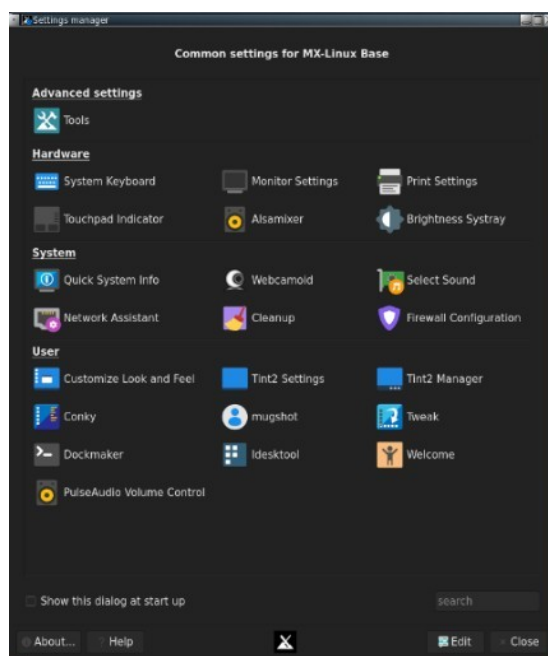 Settings manager
Common settings for MX-Linux Base
Advanced settings
Tools
Hardware
System Keyboard Monitor Settings Print Settings
Touchpad Indicator Alsamixer Brightness Systray
System
Quick System Info Webcamoid Select Sound
Network Assistant Cleanup Firewall Configuration
User
Customize Look and Feel Tint2 Settings Tint2 Manager
Conky mugshot Tweak
Dockmaker Idesktool Welcome
PulseAudio Volume Control
Show this dialog at start up search
About... ? Help Edit Close